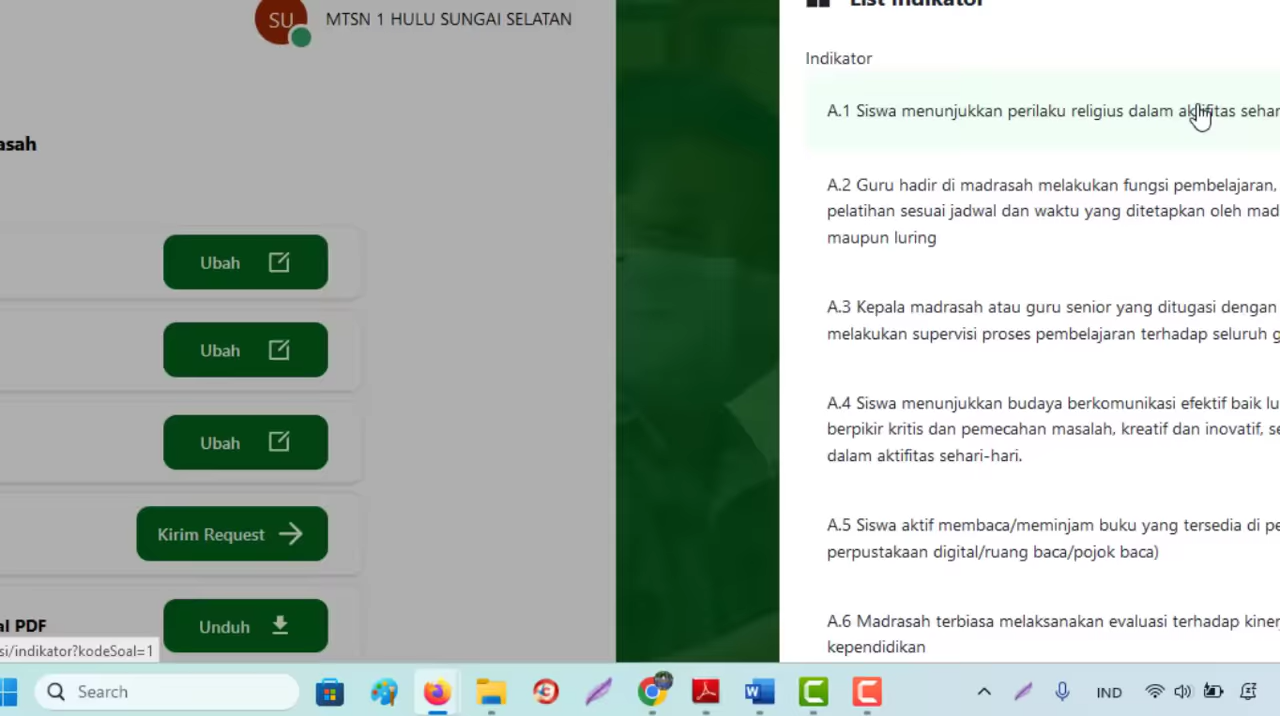 SU MTSN 1 HULU SUNGAI SELATAN
asah
Ubah
Ubah
Ubah
Kirim Request
al PDF
Unduh
si/indikator?kodeSoal=1
List Indikator
Indikator
A.1 Siswa menunjukkan perilaku religius dalam aktifitas sehar
A.2 Guru hadir di madrasah melakukan fungsi pembelajaran,
pelatihan sesuai jadwal dan waktu yang ditetapkan oleh mad
maupun luring
A.3 Kepala madrasah atau guru senior yang ditugasi dengan
melakukan supervisi proses pembelajaran terhadap seluruh g
A.4 Siswa menunjukkan budaya berkomunikasi efektif baik lu
berpikir kritis dan pemecahan masalah, kreatif dan inovatif, se
dalam aktifitas sehari-hari.
A.5 Siswa aktif membaca/meminjam buku yang tersedia di pe
perpustakaan digital/ruang baca/pojok baca)
A.6 Madrasah terbiasa melaksanakan evaluasi terhadap kiner
kependidikan
Search
IND